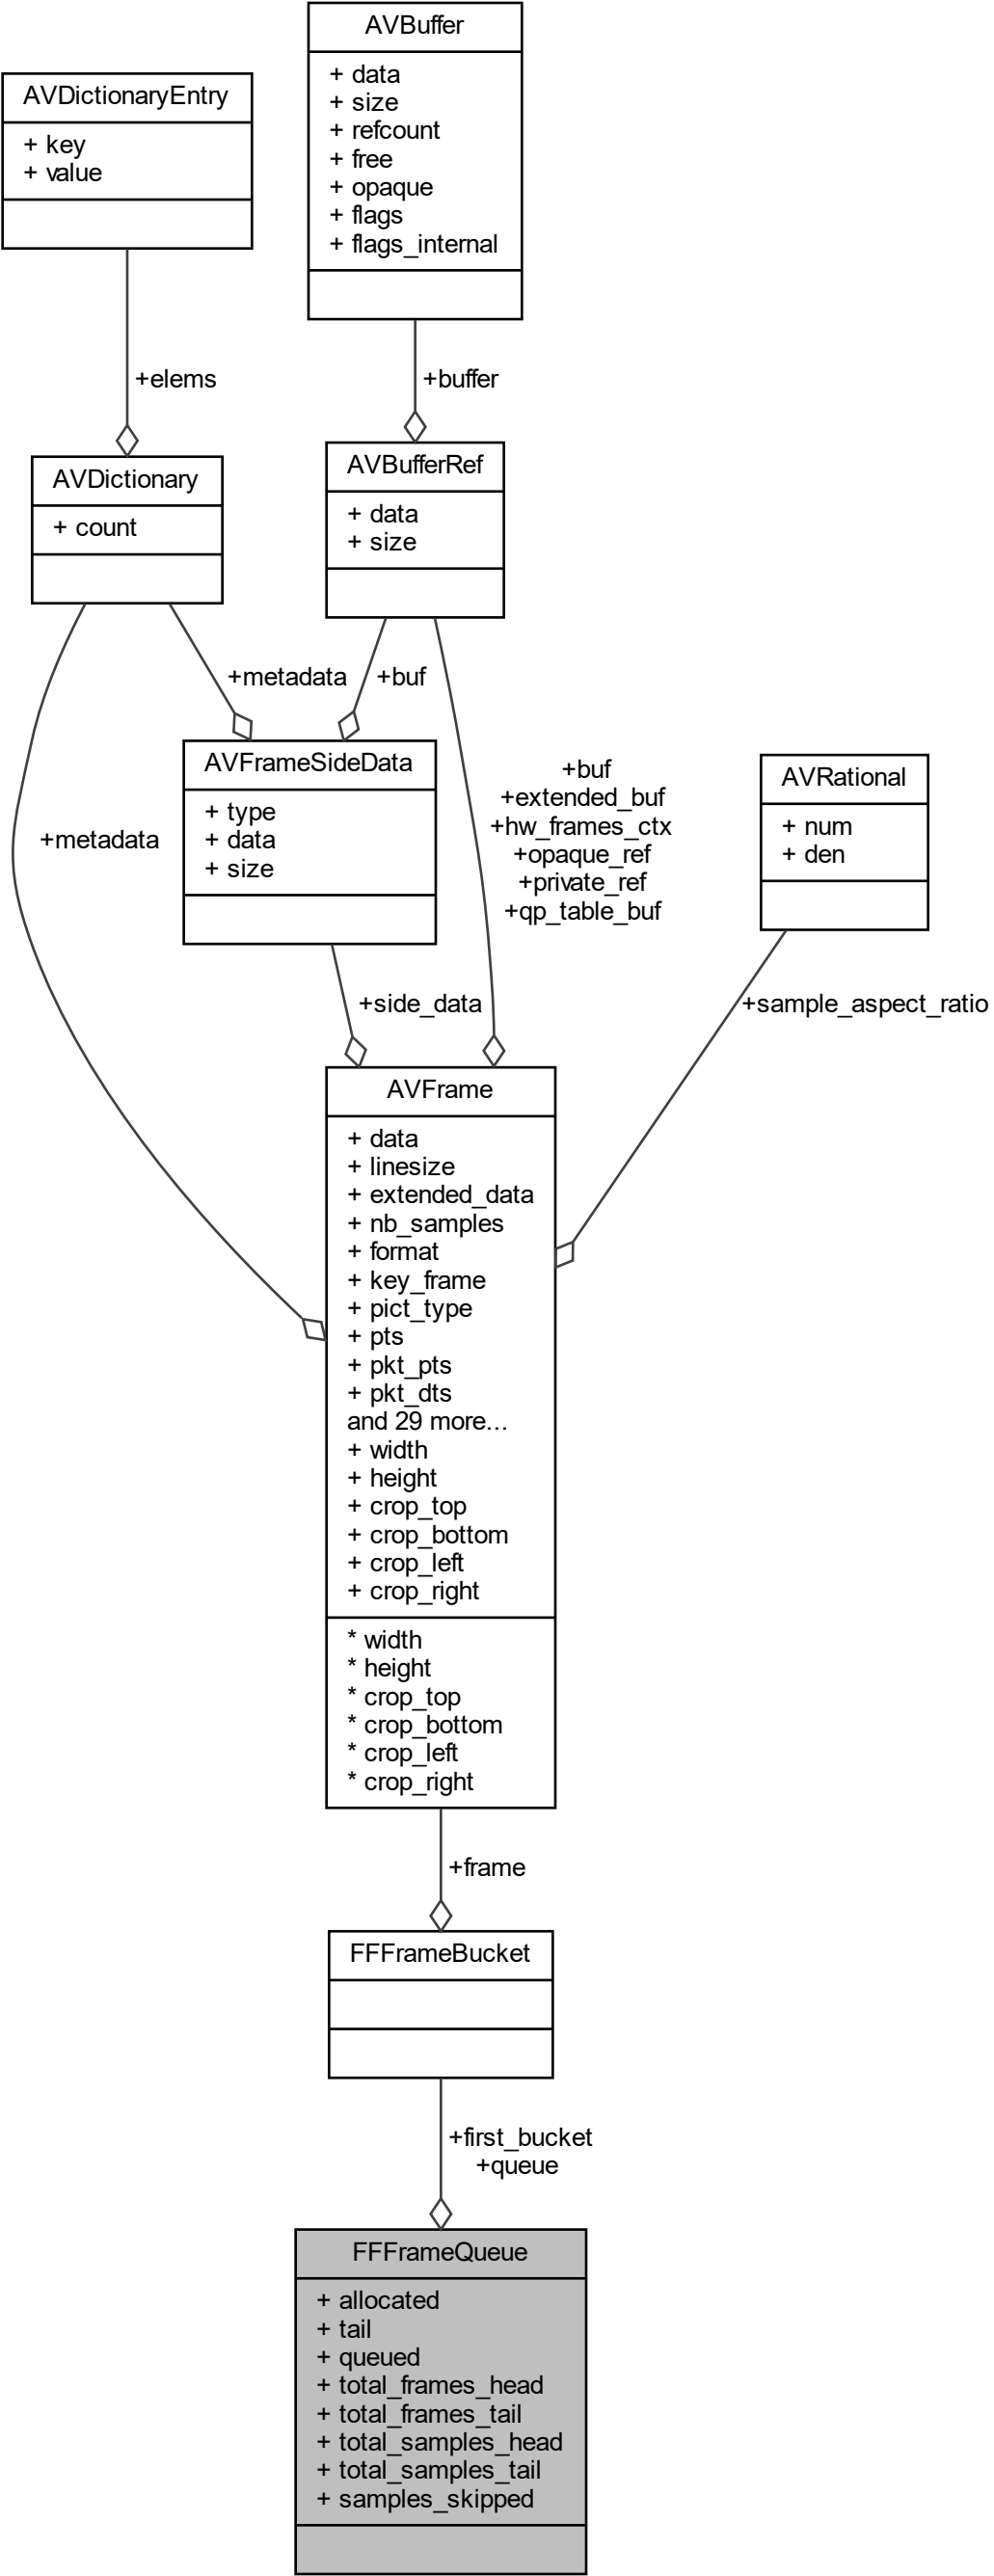 AVBuffer
+ data
+ size
+ refcount
+ free
+ opaque
+ flags
+ flags_internal
AVDictionaryEntry
+ key
+ value
+elems
+buffer
AVDictionary
+ count
AVBufferRef
+ data
+ size
+metadata
+buf
AVFrameSideData
+ type
+ data
+ size
+metadata
+buf
+extended_buf
+hw_frames_ctx
+opaque_ref
+private_ref
+qp_table_buf
AVRational
+ num
+ den
+side_data
+sample_aspect_ratio
AVFrame
+ data
+ linesize
+ extended_data
+ nb_samples
+ format
+ key_frame
+ pict_type
+ pts
+ pkt_pts
+ pkt_dts
and 29 more...
+ width
+ height
+ crop_top
+ crop_bottom
+ crop_left
+ crop_right
* width
* height
* crop_top
* crop_bottom
* crop_left
* crop_right
+frame
FFFrameBucket
+first_bucket
+queue
FFFrameQueue
+ allocated
+ tail
+ queued
+ total_frames_head
+ total_frames_tail
+ total_samples_head
+ total_samples_tail
+ samples_skipped